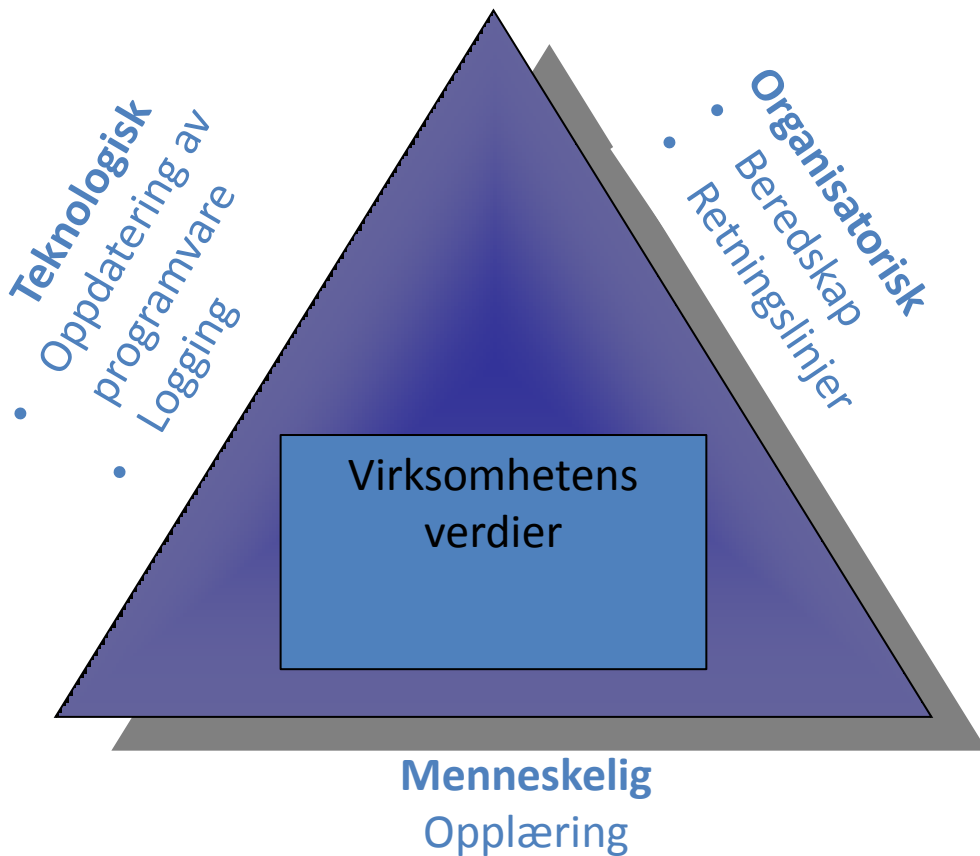 Teknologisk
• Oppdatering av
programvare
• Logging
Organisatorisk
• Beredskap
• Retningslinjer
Virksomhetens
verdier
Menneskelig
Opplæring